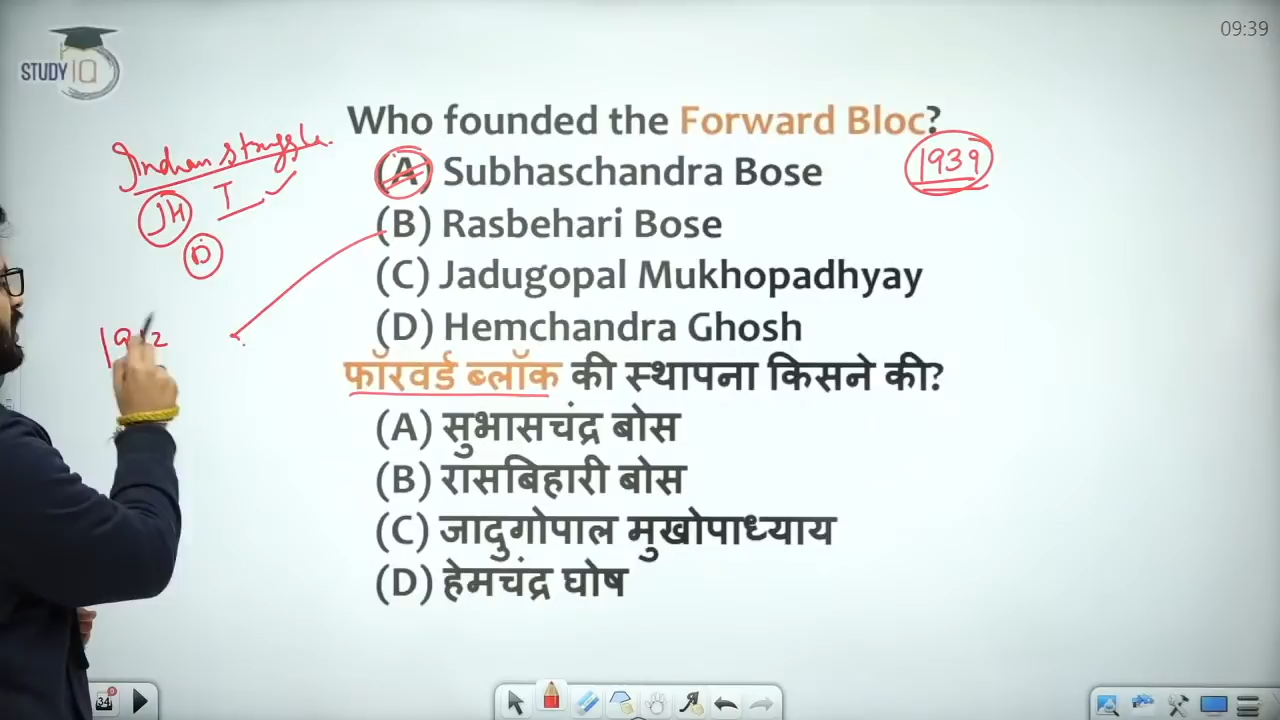 09:39
STUDY IQ
Who founded the Forward Bloc?
Indian struggle.
(A) Subhaschandra Bose
1939
JH I
(B) Rasbehari Bose
D
(C) Jadugopal Mukhopadhyay
(D) Hemchandra Ghosh
फॉरवर्ड ब्लॉक की स्थापना किसने की?
(A) सुभासचंद्र बोस
(B) रासबिहारी बोस
(C) जादुगोपाल मुखोपाध्याय
(D) हेमचंद्र घोष
34